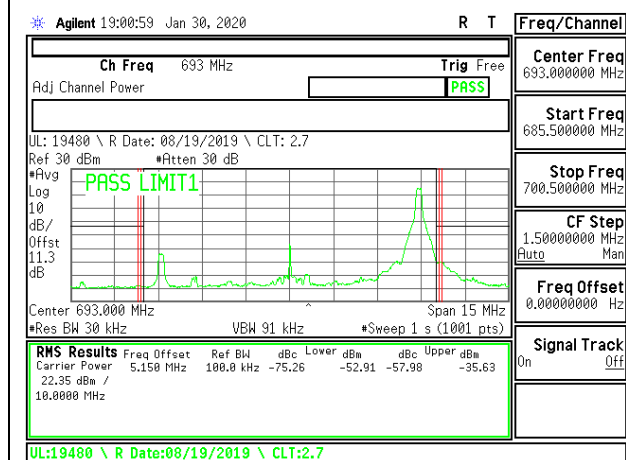 Agilent 19:00:59 Jan 30, 2020 R T
Freq/Channel
Ch Freq 693 MHz Trig Free
Adj Channel Power PASS
UL: 19480 \ R Date: 08/19/2019 \ CLT: 2.7
Ref 30 dBm #Atten 30 dB
#Avg
Log
10
dB/
Offst
11.3
dB
PASS LIMIT1
Center 693.000 MHz Span 15 MHz
#Res BW 30 kHz VBW 91 kHz #Sweep 1 s (1001 pts)
RMS Results Freq Offset Ref BW dBc Lower dBm dBc Upper dBm
Carrier Power 5.150 MHz 100.0 kHz -75.26 -52.91 -57.98 -35.63
22.35 dBm /
10.0000 MHz
UL:19480 \ R Date:08/19/2019 \ CLT:2.7
Center Freq
693.000000 MHz
Start Freq
685.500000 MHz
Stop Freq
700.500000 MHz
CF Step
1.50000000 MHz
Auto Man
Freq Offset
0.00000000 Hz
Signal Track
On Off